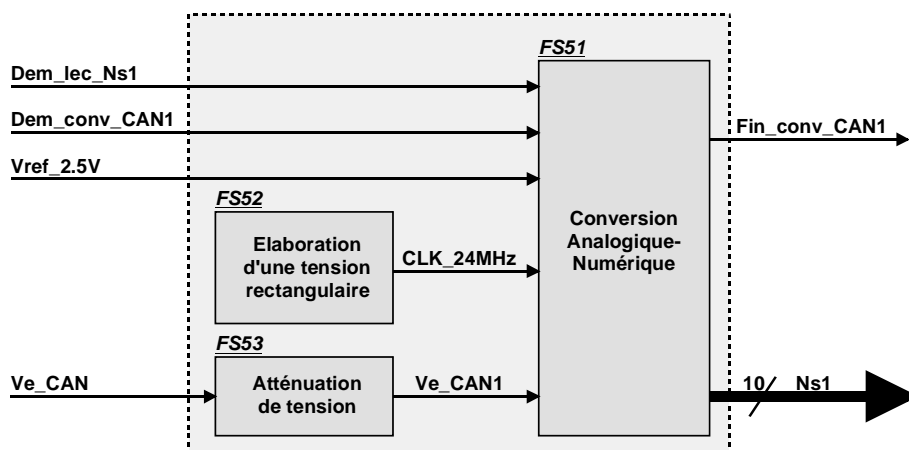 FS51
Dem_lec_Ns1
Dem_conv_CAN1
Fin_conv_CAN1
Vref_2.5V
FS52
Elaboration
d'une tension
rectangulaire
CLK_24MHz
Conversion
Analogique-
Numérique
FS53
Ve_CAN
Atténuation
de tension
Ve_CAN1
10
Ns1